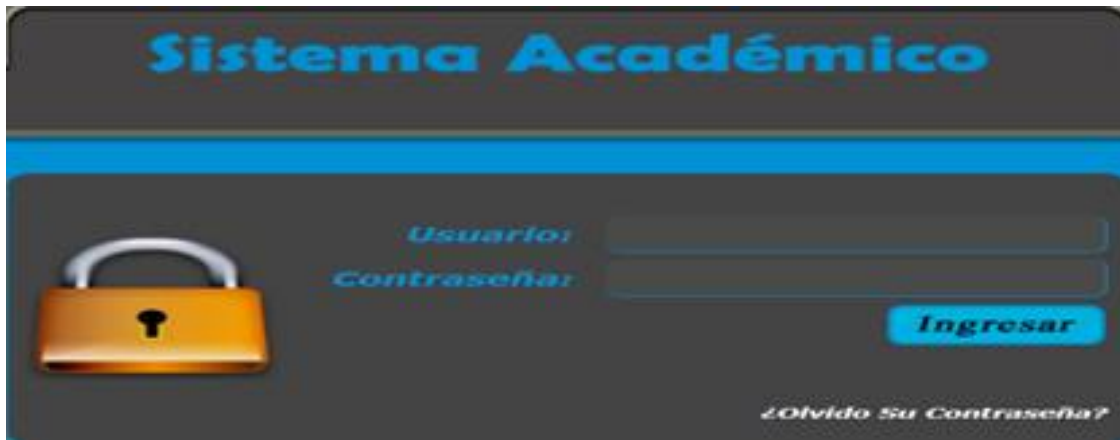 Sistema Académico
Usuario:
Contraseña:
Ingresar
¿Olvido Su Contraseña?